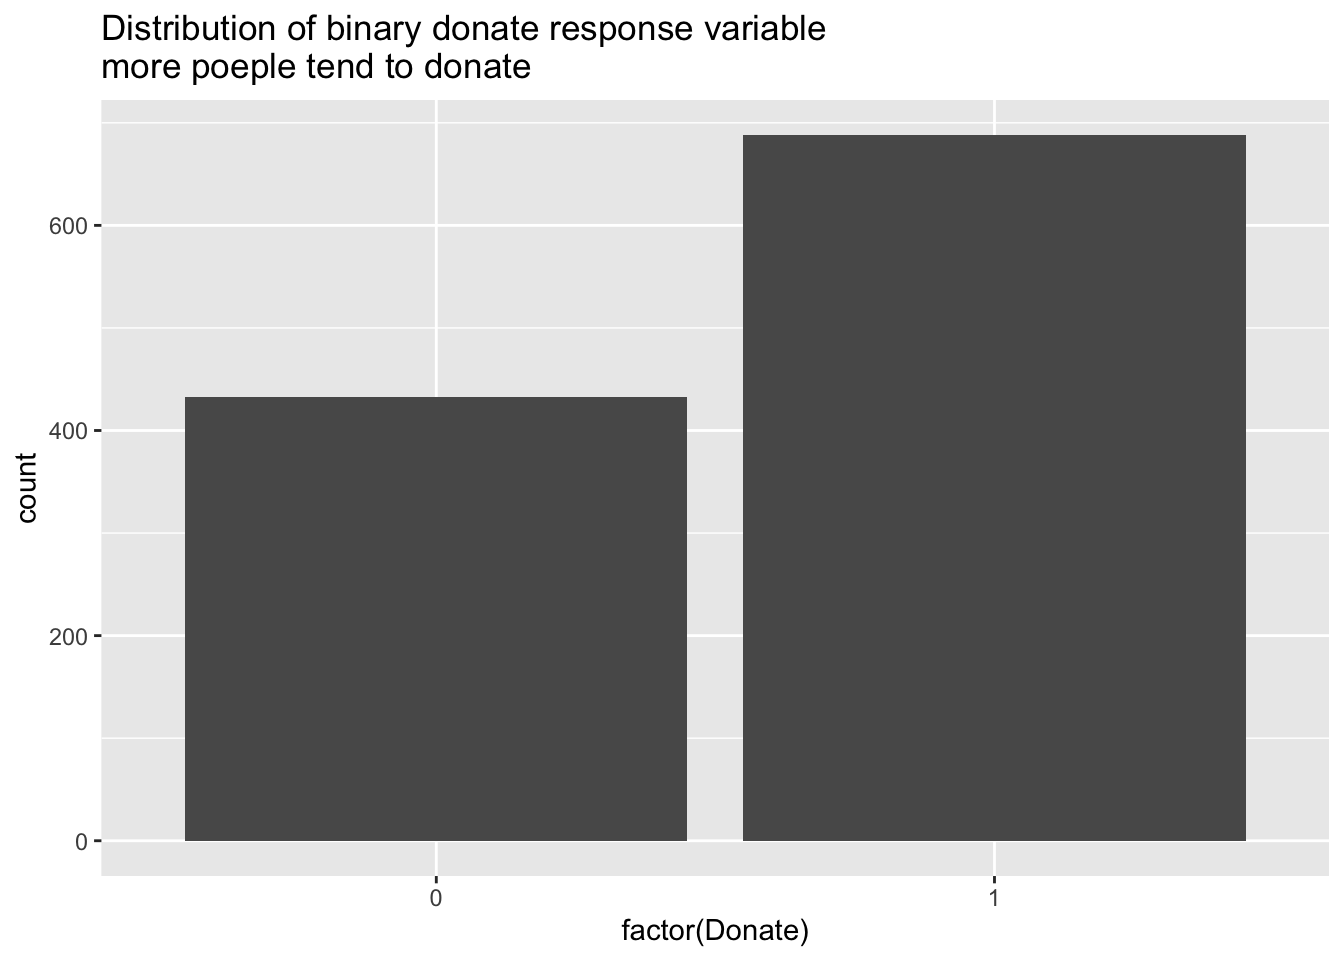 Distribution of binary donate response variable
more poeple tend to donate
600
400
200
0
count
0 1
factor(Donate)